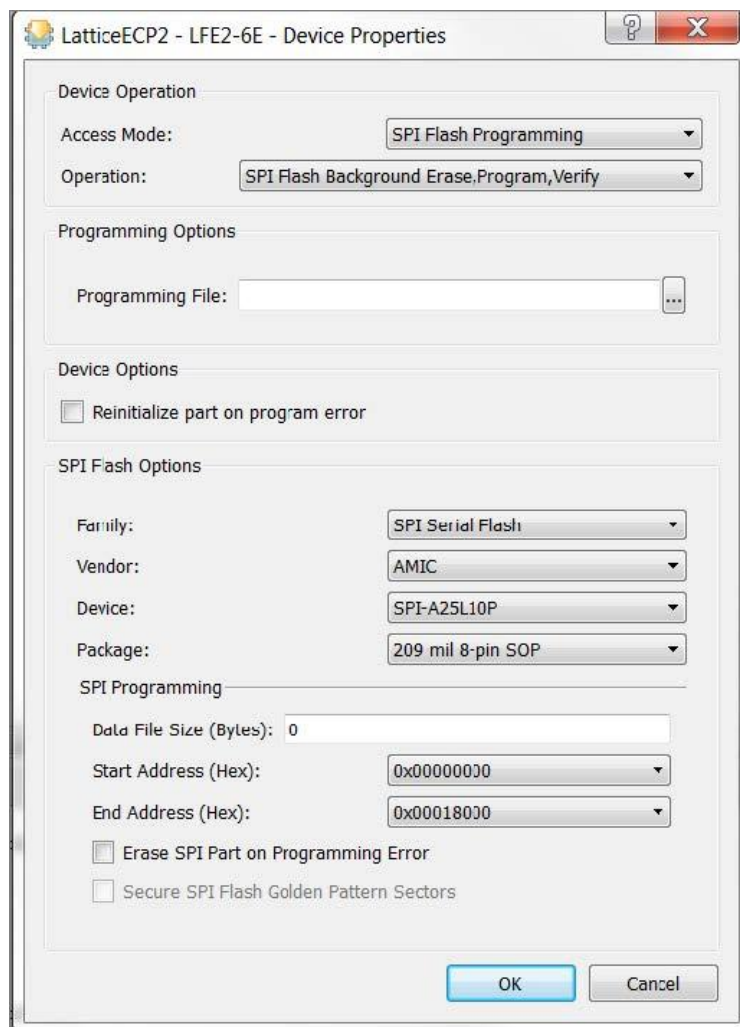 LatticeECP2 - LFE2-6E - Device Properties
Device Operation
Access Mode: SPI Flash Programming
Operation: SPI Flash Background Erase,Program,Verify
Programming Options
Programming File: ...
Device Options
Reinitialize part on program error
SPI Flash Options
Family: SPI Serial Flash
Vendor: AMIC
Device: SPI-A25L10P
Package: 209 mil 8-pin SOP
SPI Programming
Data File Size (Bytes): 0
Start Address (Hex): 0x00000000
End Address (Hex): 0x00018000
Erase SPI Part on Programming Error
Secure SPI Flash Golden Pattern Sectors
OK Cancel